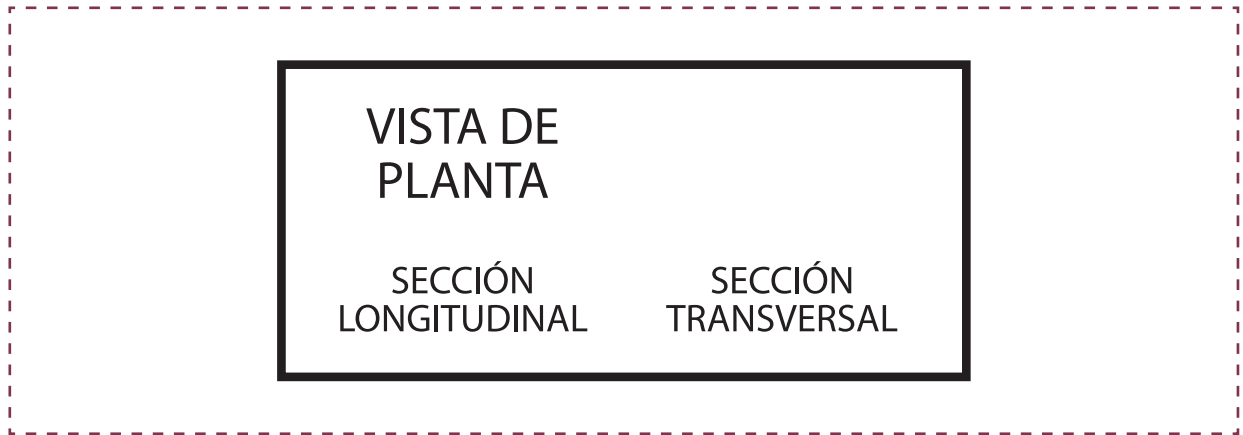 VISTA DE
PLANTA
SECCIÓN
LONGITUDINAL
SECCIÓN
TRANSVERSAL